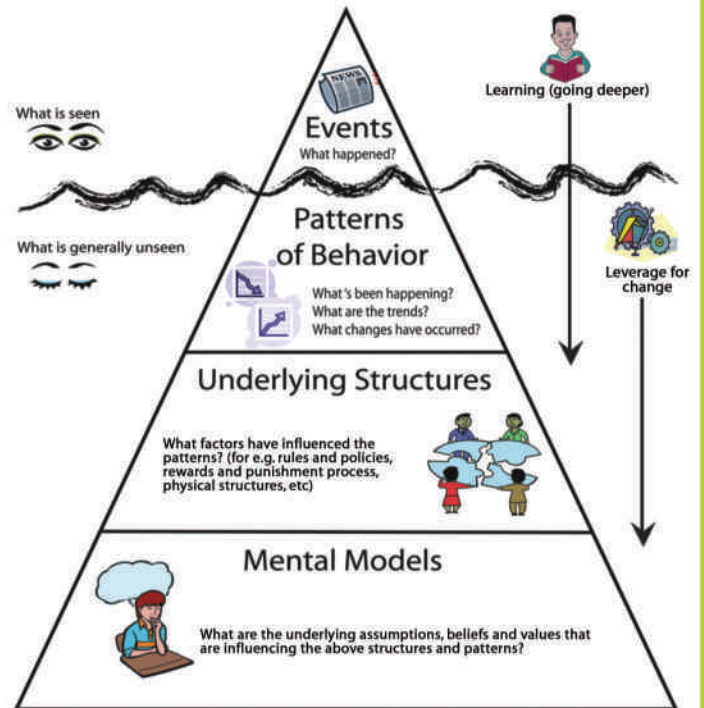 NEWS
Learning (going deeper)
What is seen
Events
What happened?
Patterns
of Behavior
What is generally unseen
Leverage for
change
What's been happening?
What are the trends?
What changes have occurred?
Underlying Structures
What factors have influenced the
patterns? (for e.g. rules and policies,
rewards and punishment process,
physical structures, etc)
Mental Models
What are the underlying assumptions, beliefs and values that
are influencing the above structures and patterns?